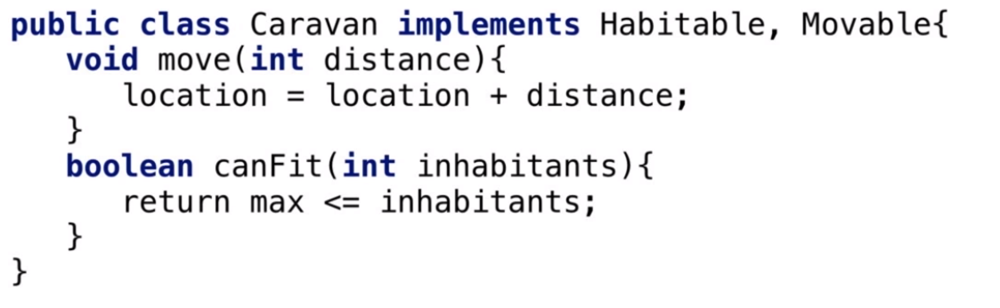 public class Caravan implements Habitable, Movable{
void move(int distance){
location = location + distance;
}
boolean canFit(int inhabitants){
return max <= inhabitants;
}
}